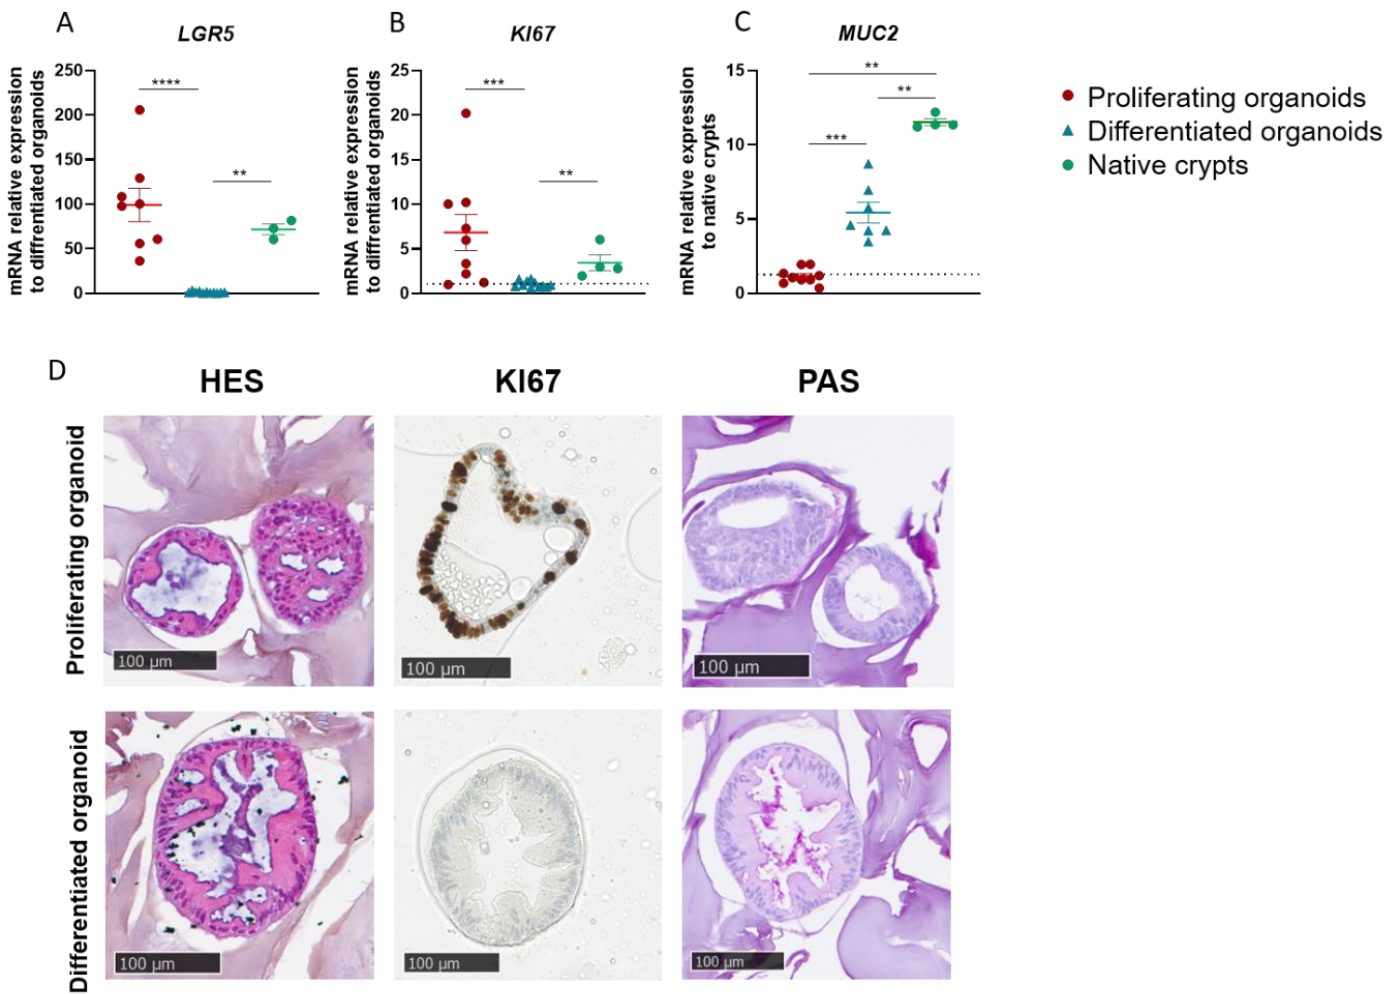 A
LGR5
mRNA relative expression
to diffrentiated organoids
250
200
150
100
50
0
****
**
B
KI67
mRNA relative expression
to diffrentiated organoids
25
20
15
10
5
0
***
**
C
MUC2
mRNA relative expression
to native crypts
15
10
5
0
**
**
***
Proliferating organoids
Differentiated organoids
Native crypts
D
HES
KI67
PAS
Proliferating organoid
100 µm
100 µm
100 µm
Differentiated organoid
100 µm
100 µm
100 µm